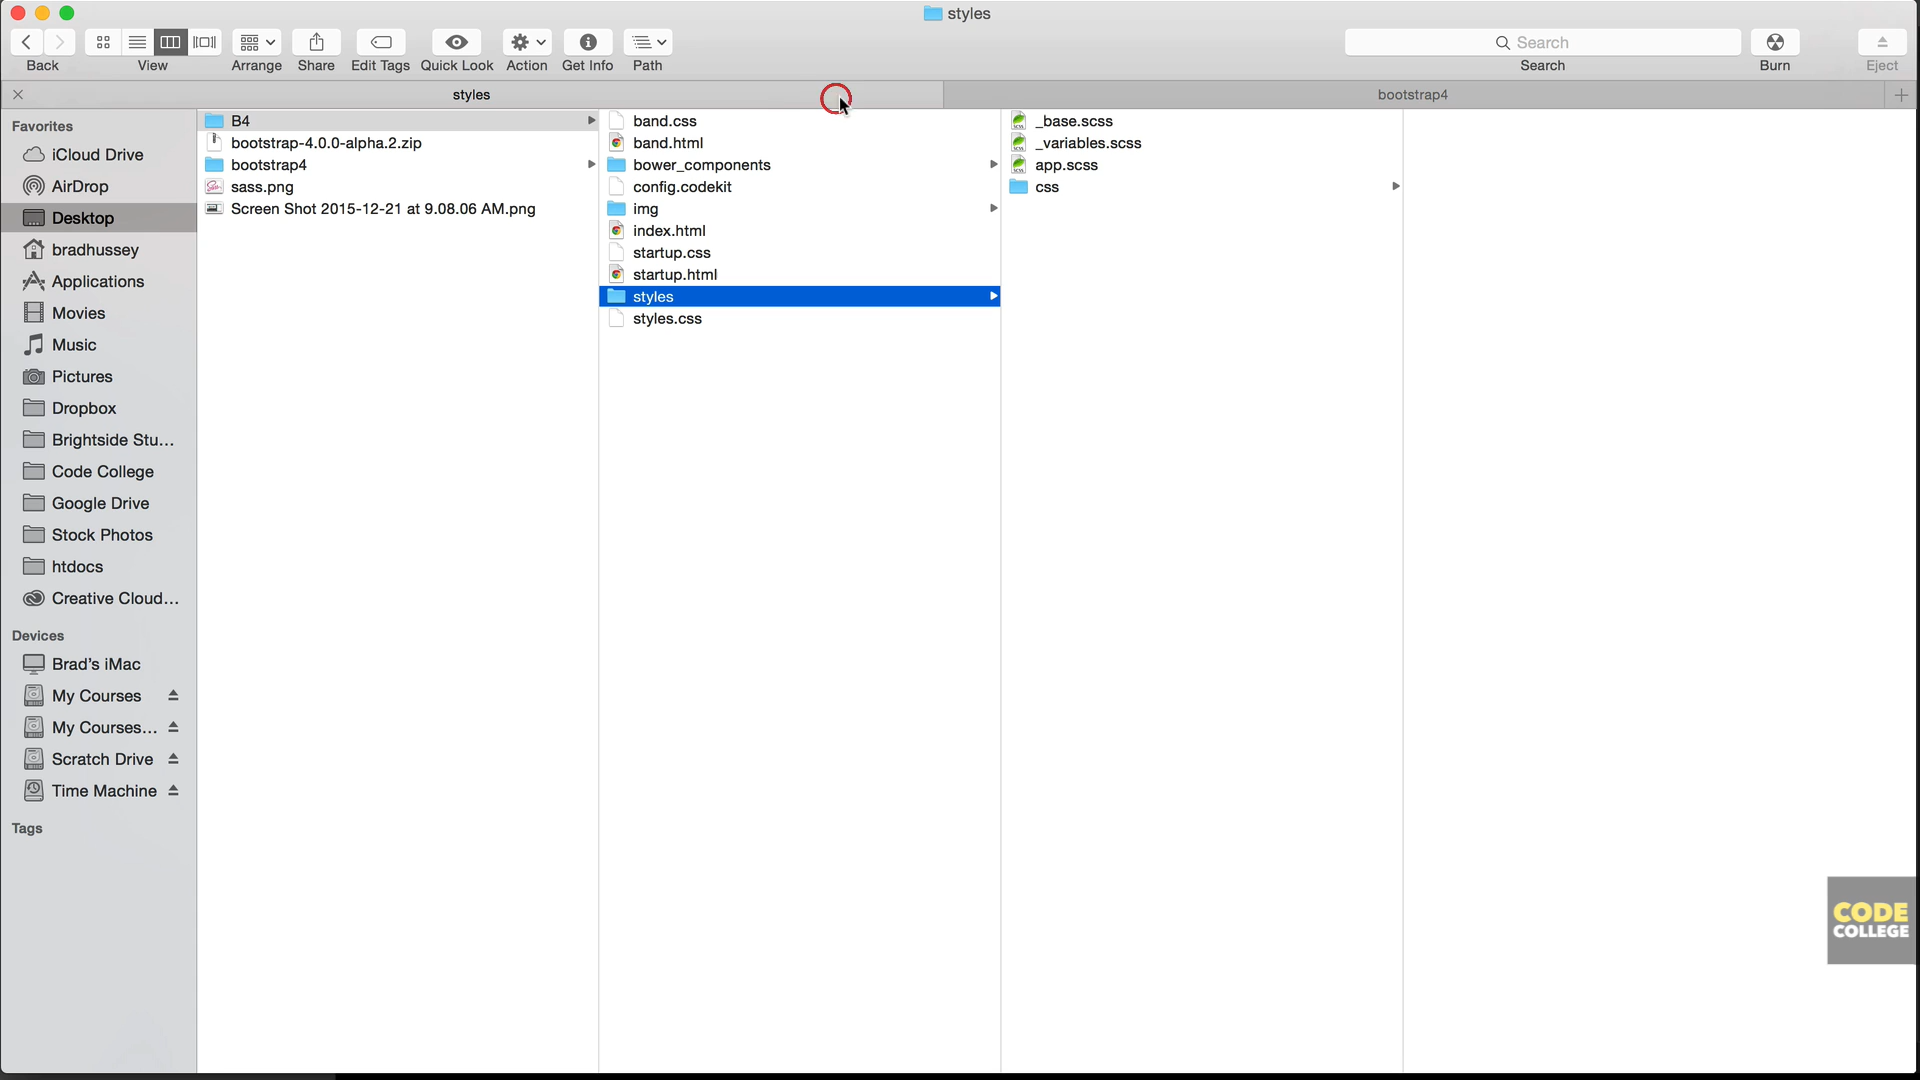 styles
Back
View
Arrange
Share
Edit Tags
Quick Look
Action
Get Info
Path
Search
Search
Burn
Eject
styles
bootstrap4
Favorites
iCloud Drive
AirDrop
Desktop
bradhussey
Applications
Movies
Music
Pictures
Dropbox
Brightside Stu...
Code College
Google Drive
Stock Photos
htdocs
Creative Cloud...
Devices
Brad's iMac
My Courses
My Courses...
Scratch Drive
Time Machine
Tags
B4
bootstrap-4.0.0-alpha.2.zip
bootstrap4
sass.png
Screen Shot 2015-12-21 at 9.08.06 AM.png
band.css
band.html
bower_components
config.codekit
img
index.html
startup.css
startup.html
styles
styles.css
_base.scss
_variables.scss
app.scss
css
CODE
COLLEGE